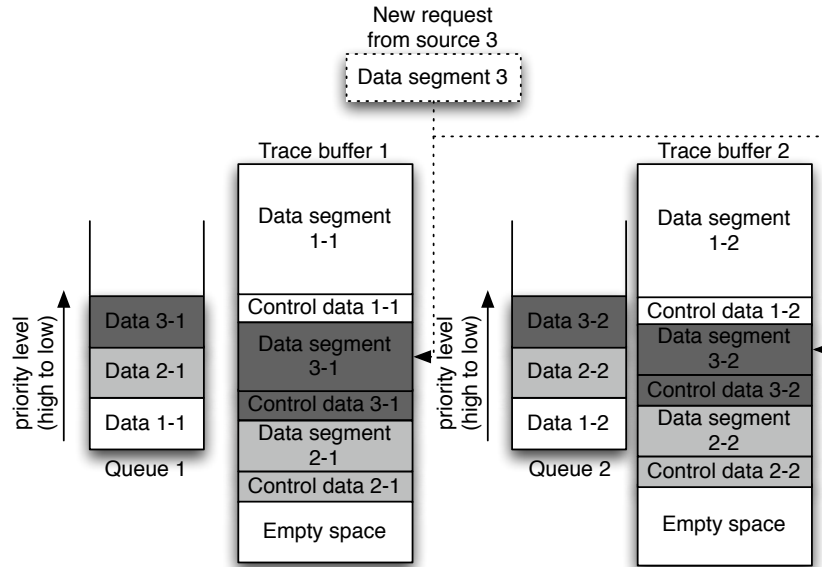 New request
from source 3
Data segment 3
Trace buffer 1
Data segment
1-1
Control data 1-1
Data segment
3-1
Control data 3-1
Data segment
2-1
Control data 2-1
Empty space
priority level
(high to low)
Data 3-1
Data 2-1
Data 1-1
Queue 1
Trace buffer 2
Data segment
1-2
Control data 1-2
Data segment
3-2
Control data 3-2
Data segment
2-2
Control data 2-2
Empty space
priority level
(high to low)
Data 3-2
Data 2-2
Data 1-2
Queue 2